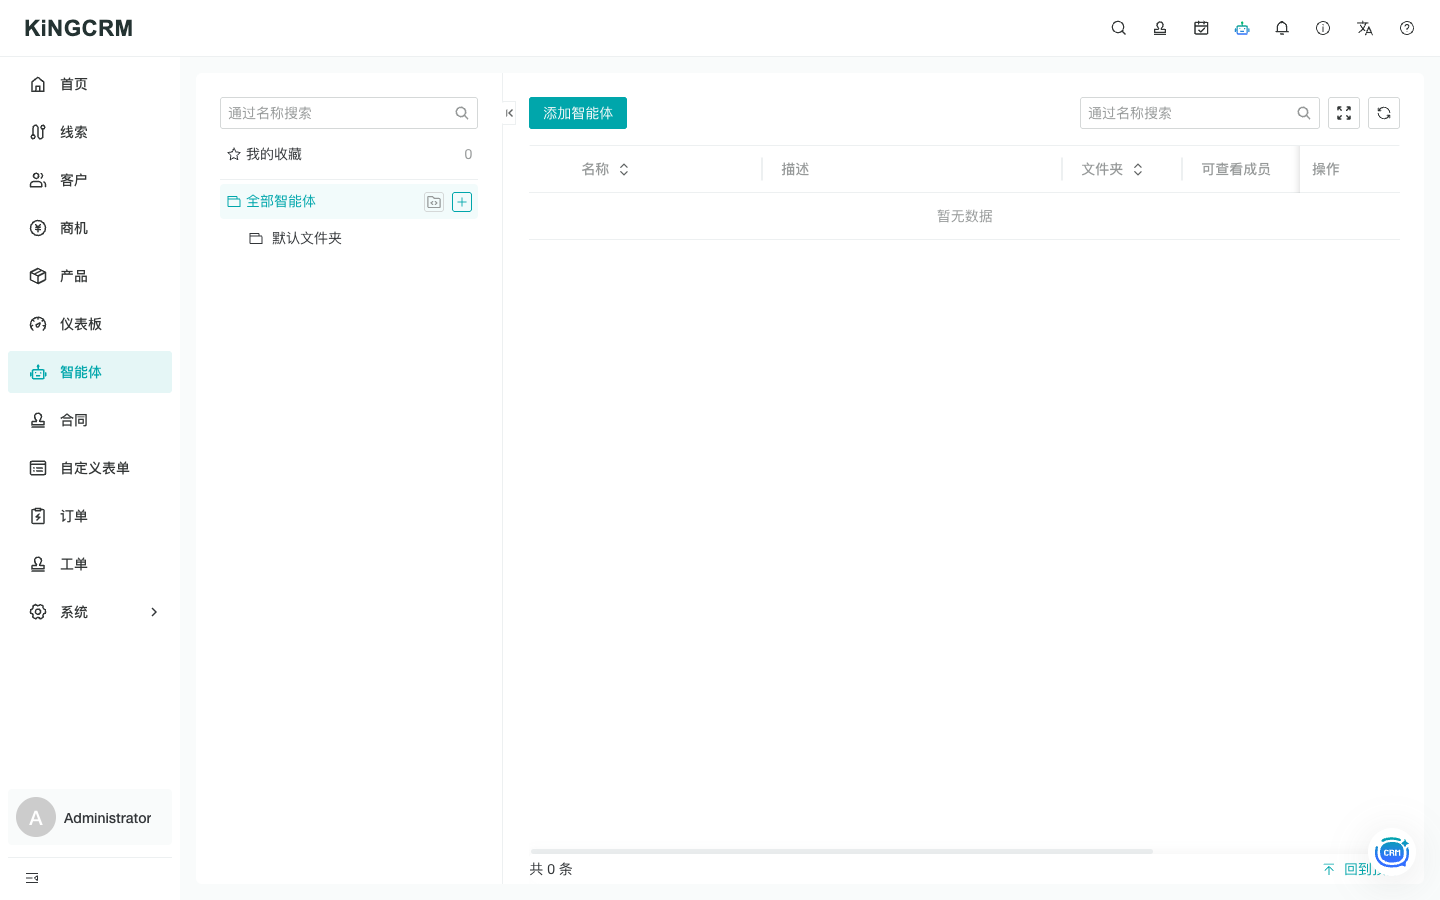 KiNGCRM
首页
线索
客户
商机
产品
仪表板
智能体
合同
自定义表单
订单
工单
系统
A Administrator
通过名称搜索
我的收藏 0
全部智能体
默认文件夹
添加智能体
通过名称搜索
名称 描述 文件夹 可查看成员 操作
暂无数据
共 0 条
回到
CRM